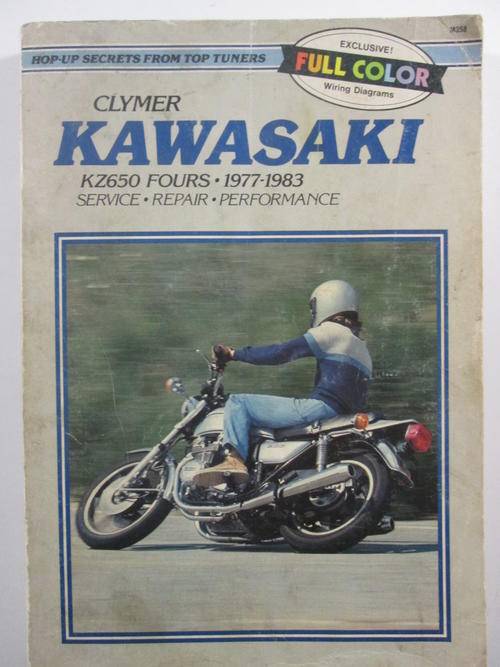 M358
HOP-UP SECRETS FROM TOP TUNERS
EXCLUSIVE!
FULL COLOR
Wiring Diagrams
CLYMER
KAWASAKI
KZ650 FOURS • 1977-1983
SERVICE • REPAIR • PERFORMANCE